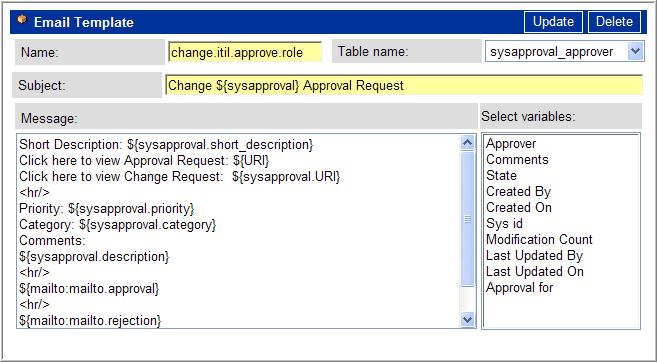 Email Template
Update
Delete
Name:
change.itil.approve.role
Table name:
sysapproval_approver
Subject:
Change ${sysapproval} Approval Request
Message:
Short Description: ${sysapproval.short_description}
Click here to view Approval Request: ${URI}
Click here to view Change Request:  ${sysapproval.URI}
<hr/>
Priority: ${sysapproval.priority}
Category: ${sysapproval.category}
Comments:
${sysapproval.description}
<hr/>
${mailto:mailto.approval}
<hr/>
${mailto:mailto.rejection}
Select variables:
Approver
Comments
State
Created By
Created On
Sys id
Modification Count
Last Updated By
Last Updated On
Approval for